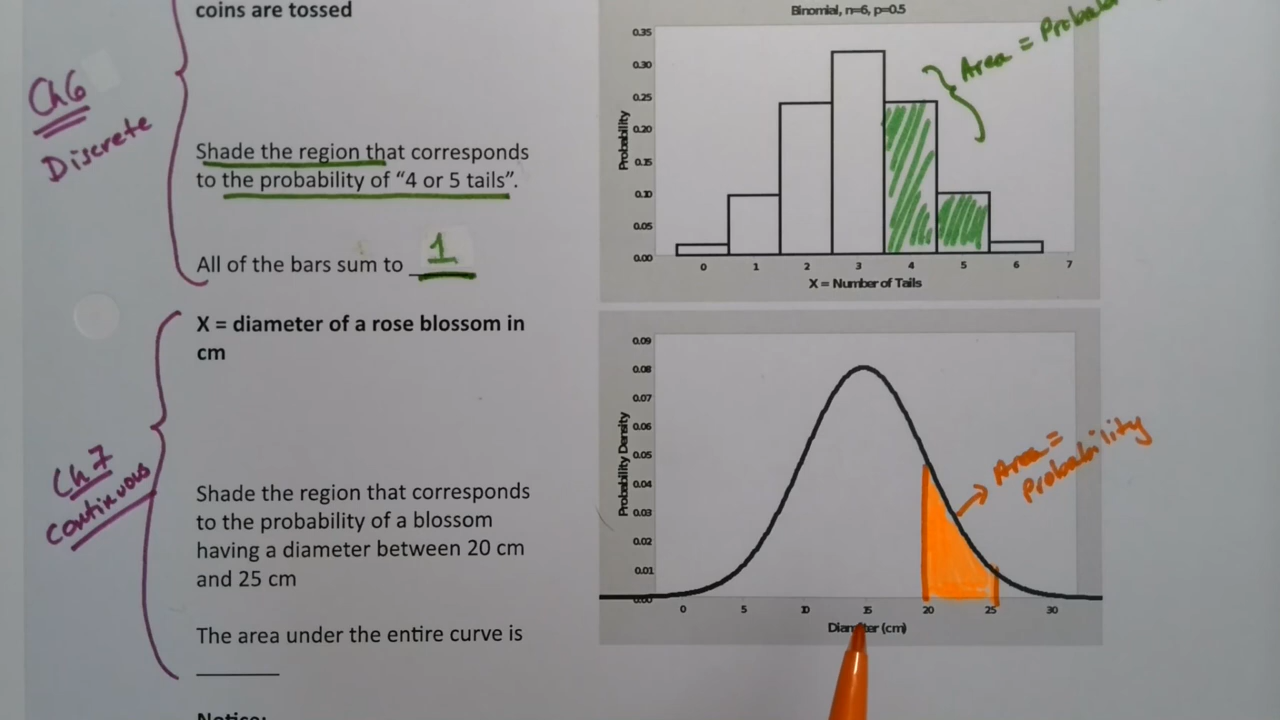 coins are tossed
Ch6
Discrete
Shade the region that corresponds
to the probability of “4 or 5 tails”.
All of the bars sum to 1
Binomial, n=6, p=0.5
Area =
Probability
0.35
0.30
0.25
0.20
0.15
0.10
0.05
0.00
0 1 2 3 4 5 6 7
X = Number of Tails
X = diameter of a rose blossom in
cm
Ch 7
Continuous
Shade the region that corresponds
to the probability of a blossom
having a diameter between 20 cm
and 25 cm
The area under the entire curve is
Probability Density
0.09
0.08
0.07
0.06
0.05
0.04
0.03
0.02
0.01
0.00
0 5 10 15 20 25 30
Diameter (cm)
Area =
Probability
Notice: